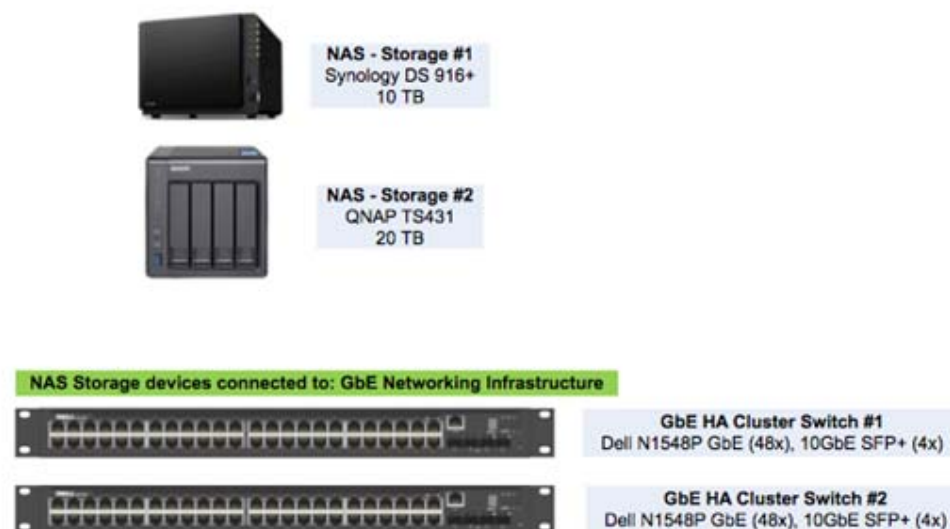 NAS - Storage #1
Synology DS 916+
10 TB
NAS - Storage #2
QNAP TS431
20 TB
NAS Storage devices connected to: GbE Networking Infrastructure
GbE HA Cluster Switch #1
Dell N1548P GbE (48x), 10GbE SFP+ (4x)
GbE HA Cluster Switch #2
Dell N1548P GbE (48x), 10GbE SFP+ (4x)